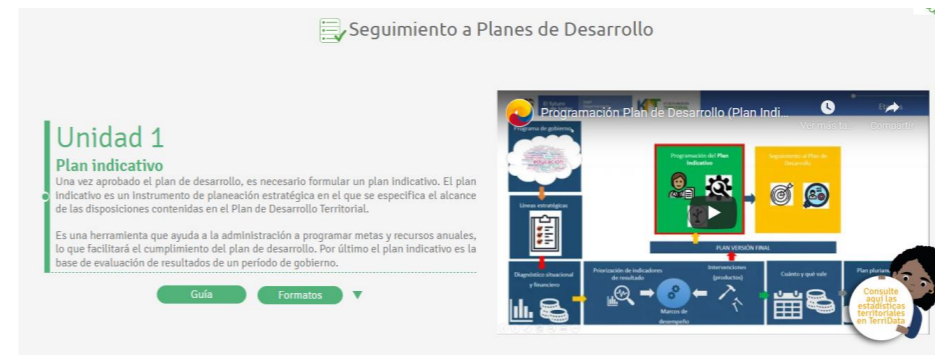 Seguimiento a Planes de Desarrollo
Unidad 1
Plan indicativo
Una vez aprobado el plan de desarrollo, es necesario formular un plan indicativo. El plan
indicativo es un instrumento de planeación estratégica en el que se especifica el alcance
de las disposiciones contenidas en el Plan de Desarrollo Territorial.
Es una herramienta que ayuda a la administración a programar metas y recursos anuales,
lo que facilitará el cumplimiento del plan de desarrollo. Por último el plan indicativo es la
base de evaluación de resultados de un período de gobierno.
Guía
Formatos
Programación Plan de Desarrollo (Plan Indi...
Ver más ta...
Compartir
Programa de gobierno
Programación del Plan
Indicativo
Seguimiento al Plan de
Desarrollo
Líneas estratégicas
PLAN VERSIÓN FINAL
Diagnóstico situacional
y financiero
Priorización de indicadores
de resultado
Marcos de
desempeño
Intervenciones
(productos)
Cuánto y qué vale
Plan plurian
Consulte
aquí las
estadísticas
territoriales
en TerriData